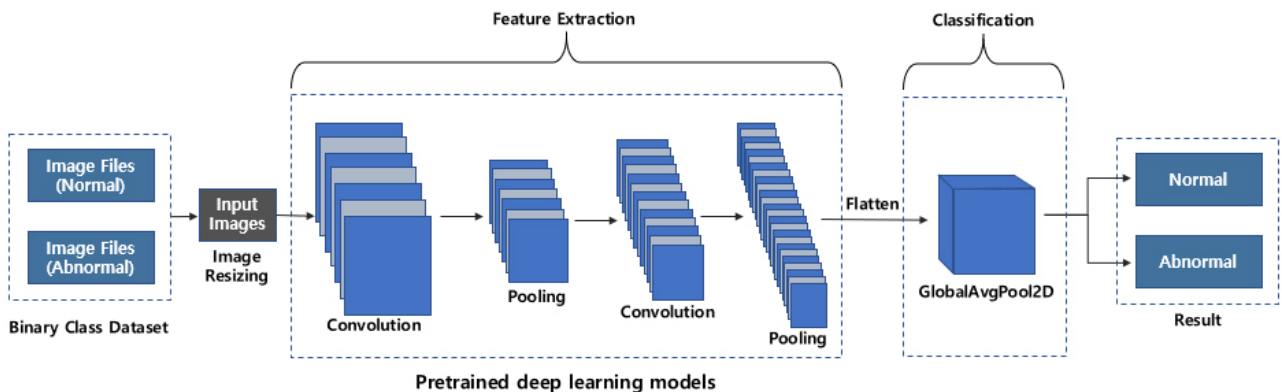 Feature Extraction
Classification
Image Files
(Normal)
Image Files
(Abnormal)
Binary Class Dataset
Input
Images
Image
Resizing
Convolution
Pooling
Convolution
Pooling
Pretrained deep learning models
Flatten
GlobalAvgPool2D
Normal
Abnormal
Result